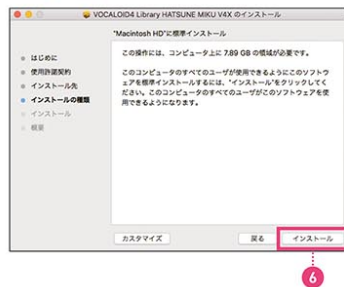 VOCALOID4 Library HATSUNE MIKU V4X のインストール
"Macintosh HD"に標準インストール
はじめに
使用許諾契約
インストール先
インストールの種類
インストール
概要
この操作には、コンピュータ上に 7.89 GB の領域が必要です。
このコンピュータのすべてのユーザが使用できるようにこのソフトウ
ェアを標準インストールするには、"インストール"をクリックしてく
ださい。このコンピュータのすべてのユーザがこのソフトウェアを使
用できるようになります。
カスタマイズ
戻る
インストール
6